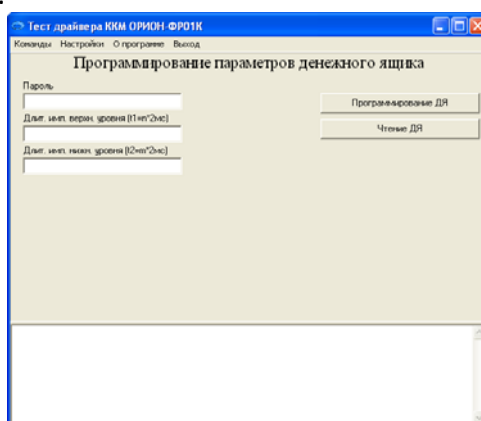 Тест драйвера ККМ ОРИОН-ФР01К
Команды Настройки О программе Выход
Программирование параметров денежного ящика
Пароль
Программирование ДЯ
Длит. имп. верхн. уровня (t1=n*2мс)
Чтение ДЯ
Длит. имп. нижн. уровня (t2=m*2мс)